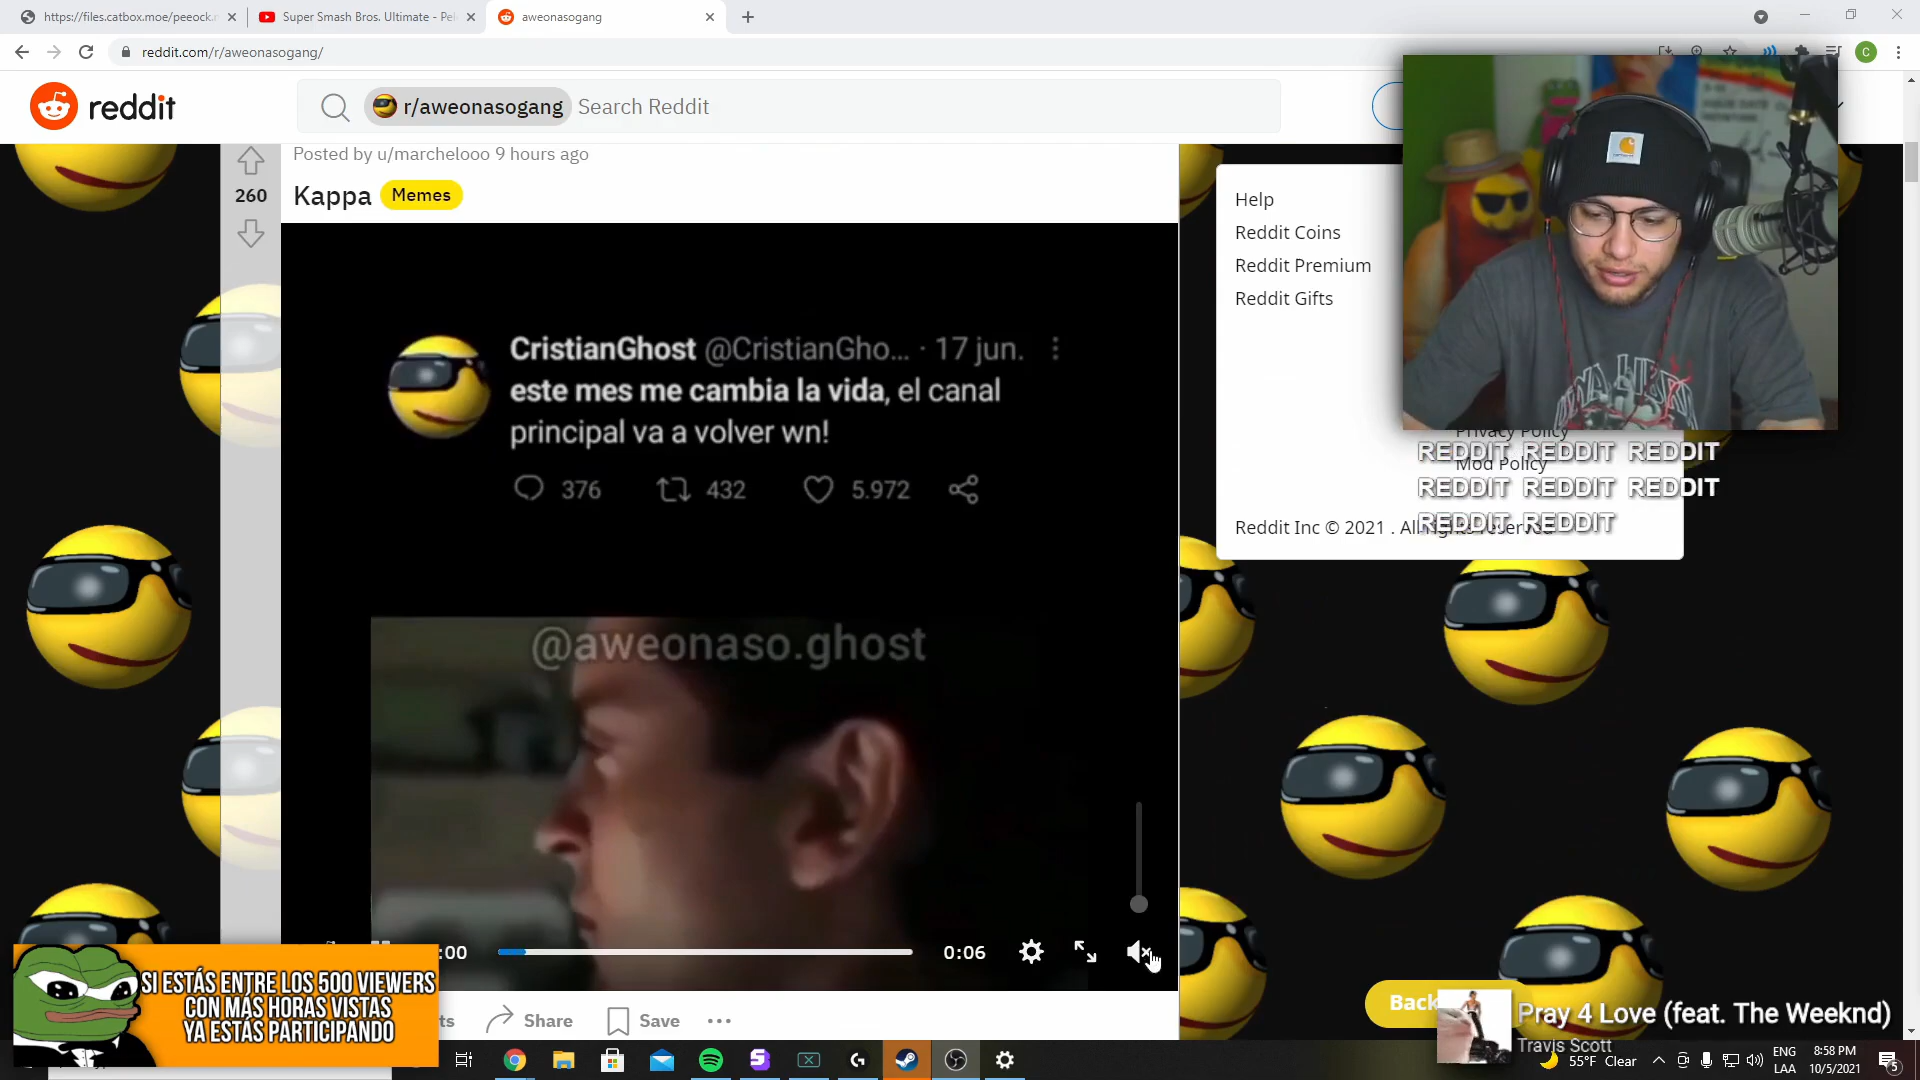 https://files.catbox.moe/peeock.m
Super Smash Bros. Ultimate - Pel
aweonasogang
reddit.com/r/aweonasogang/
C
reddit
r/aweonasogang
Search Reddit
Posted by u/marchelooo 9 hours ago
260
Kappa
Memes
CristianGhost @CristianGho... · 17 jun.
este mes me cambia la vida, el canal
principal va a volver wn!
376
432
5.972
@aweonaso.ghost
:00
0:06
ts
Share
Save
Help
Reddit Coins
Reddit Premium
Reddit Gifts
carhartt
Privacy Policy
Mod Policy
REDDIT REDDIT REDDIT
REDDIT REDDIT REDDIT
REDDIT REDDIT
Reddit Inc © 2021 . All rights reserved
SI ESTÁS ENTRE LOS 500 VIEWERS
CON MÁS HORAS VISTAS
YA ESTÁS PARTICIPANDO
Back
Pray 4 Love (feat. The Weeknd)
Travis Scott
55°F Clear
ENG
LAA
8:58 PM
10/5/2021
5